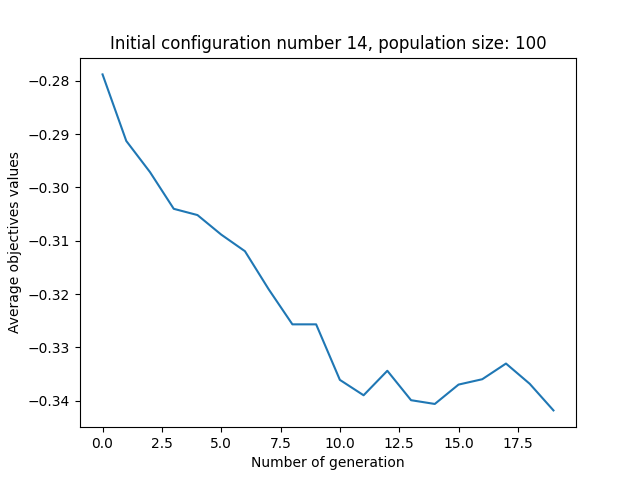 Initial configuration number 14, population size: 100
−0.28
−0.29
−0.30
−0.31
−0.32
−0.33
−0.34
Average objectives values
0.0 2.5 5.0 7.5 10.0 12.5 15.0 17.5
Number of generation